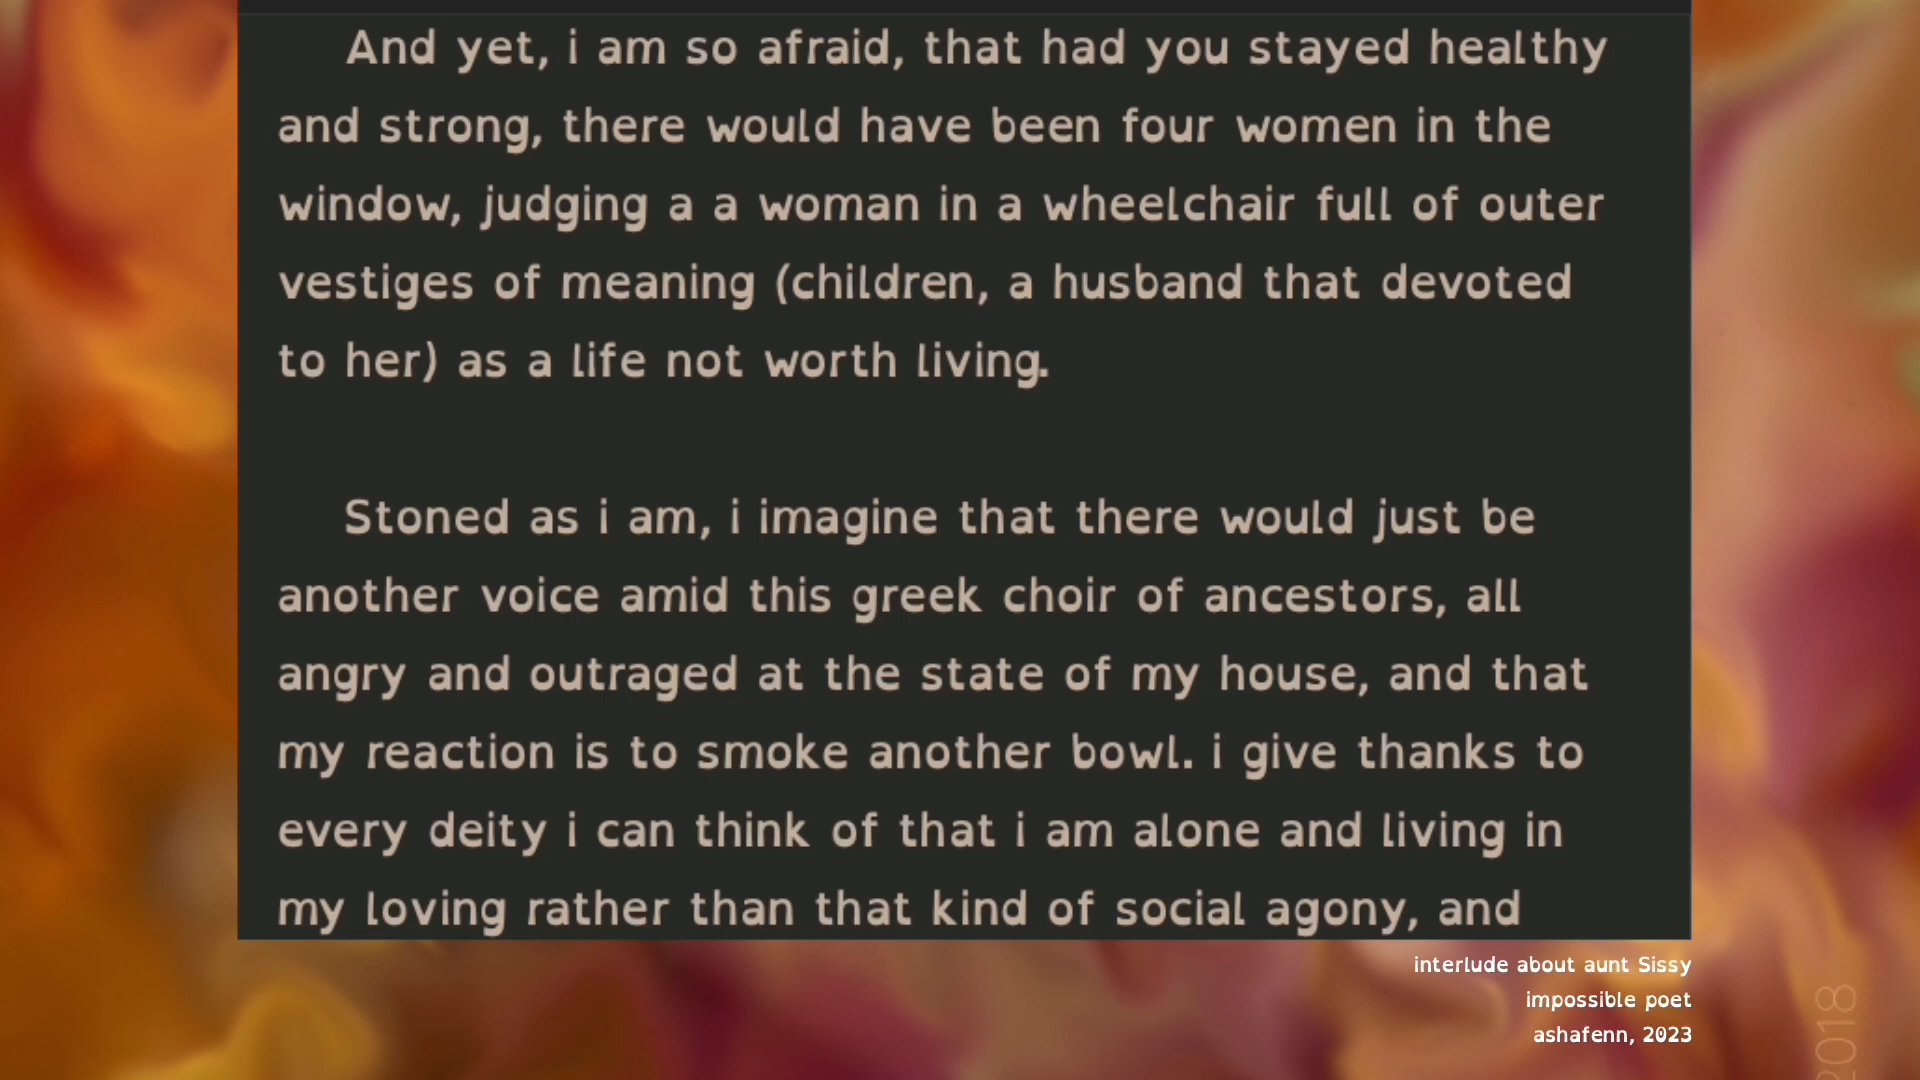 And yet, i am so afraid, that had you stayed healthy
and strong, there would have been four women in the
window, judging a a woman in a wheelchair full of outer
vestiges of meaning (children, a husband that devoted
to her) as a life not worth living.
Stoned as i am, i imagine that there would just be
another voice amid this greek choir of ancestors, all
angry and outraged at the state of my house, and that
my reaction is to smoke another bowl. i give thanks to
every deity i can think of that i am alone and living in
my loving rather than that kind of social agony, and
interlude about aunt Sissy
impossible poet
ashafenn, 2023
2018